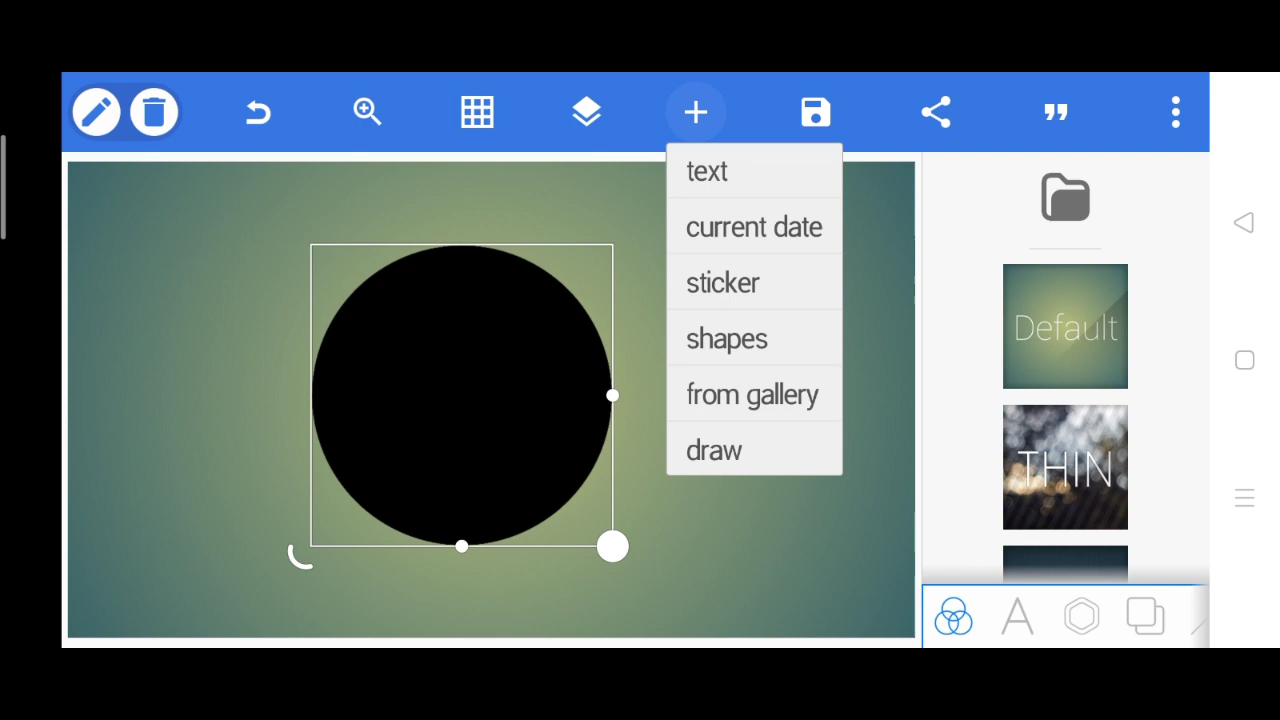 text
current date
sticker
shapes
from gallery
draw
Default
THIN